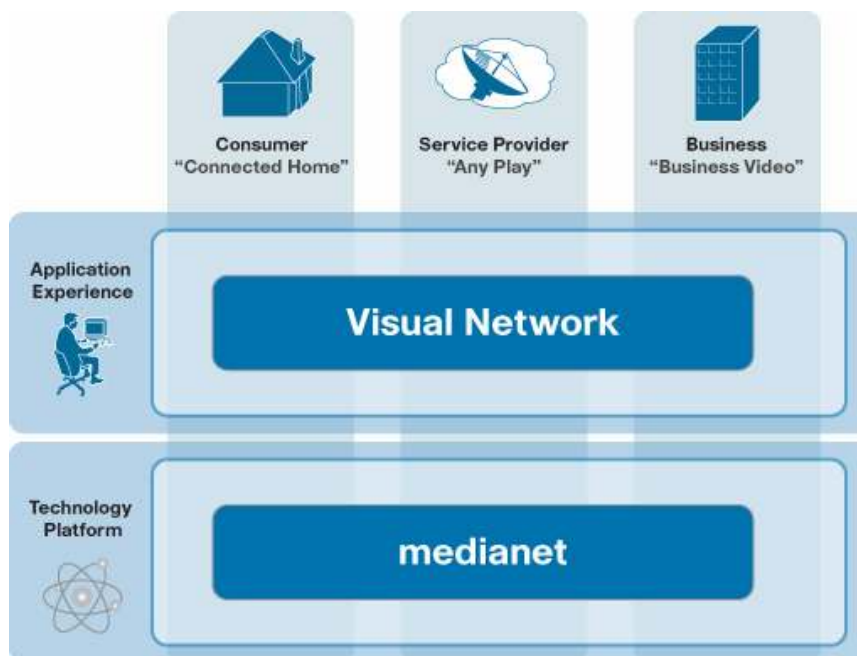 Consumer
“Connected Home”
Service Provider
“Any Play”
Business
“Business Video”
Application
Experience
Visual Network
Technology
Platform
medianet